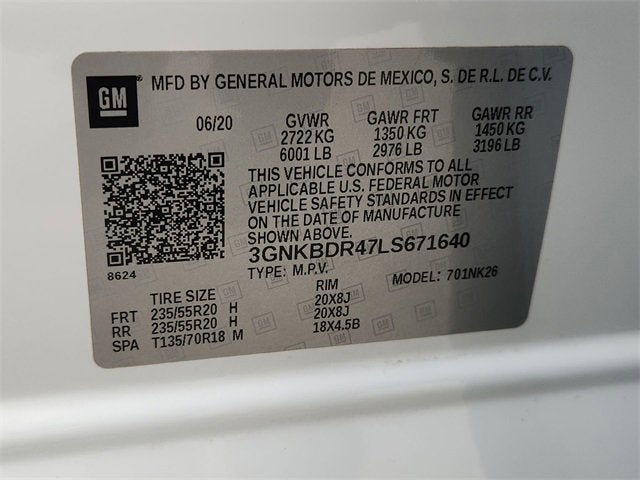 GM MFD BY GENERAL MOTORS DE MEXICO, S. DE R.L. DE C.V.
06/20 GVWR GAWR FRT GAWR RR
2722 KG 1350 KG 1450 KG
6001 LB 2976 LB 3196 LB
THIS VEHICLE CONFORMS TO ALL
APPLICABLE U.S. FEDERAL MOTOR
VEHICLE SAFETY STANDARDS IN EFFECT
ON THE DATE OF MANUFACTURE
SHOWN ABOVE.
3GNKBDR47LS671640
8624 TYPE: M.P.V. MODEL: 701NK26
TIRE SIZE RIM
FRT 235/55R20 H 20X8J
RR 235/55R20 H 20X8J
SPA T135/70R18 M 18X4.5B